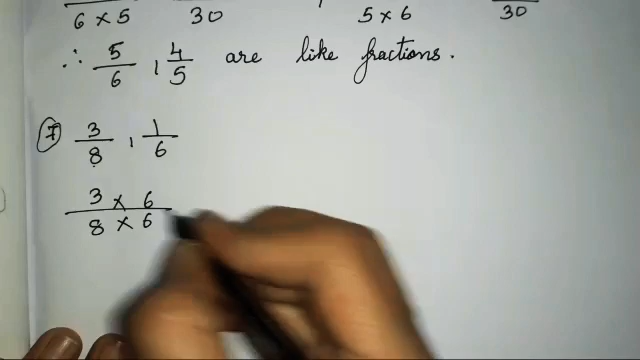 6 × 5 30 , 5 × 6 30
∴ 5/6 , 4/5 are like fractions.
7 3/8 , 1/6
3 × 6
8 × 6